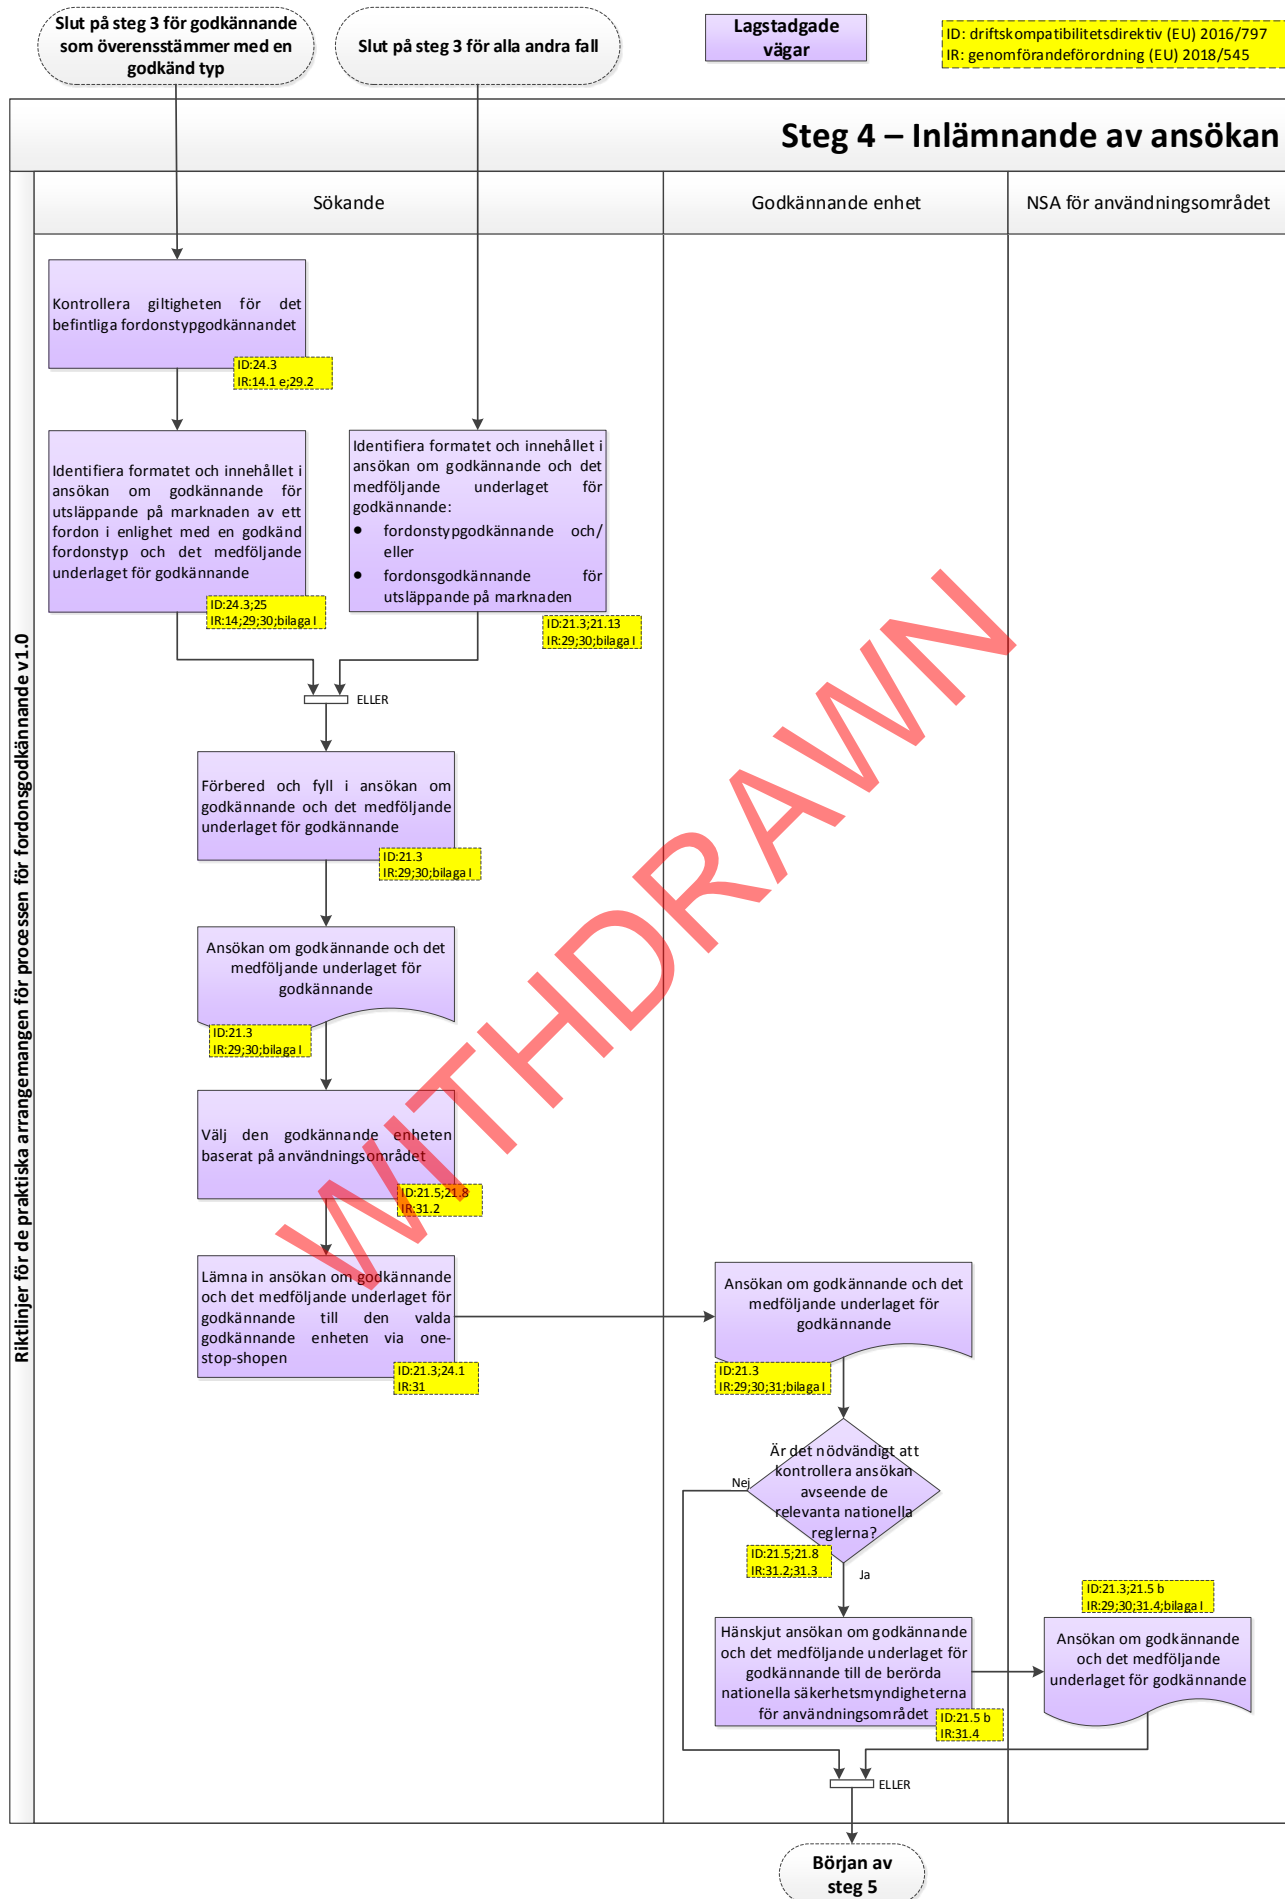 Slut på steg 3 för godkännande
som överensstämmer med en
godkänd typ
Slut på steg 3 för alla andra fall
Lagstadgade
vägar
ID: driftskompatibilitetsdirektiv (EU) 2016/797
IR: genomförandeförordning (EU) 2018/545
Steg 4 – Inlämnande av ansökan
Riktlinjer för de praktiska arrangemangen för processen för fordonsgodkännande v1.0
Sökande
Godkännande enhet
NSA för användningsområdet
Kontrollera giltigheten för det
befintliga fordonstypgodkännandet
ID:24.3
IR:14.1 e;29.2
Identifiera formatet och innehållet i
ansökan om godkännande för
utsläppande på marknaden av ett
fordon i enlighet med en godkänd
fordonstyp och det medföljande
underlaget för godkännande
ID:24.3;25
IR:14;29;30;bilaga I
Identifiera formatet och innehållet i
ansökan om godkännande och det
medföljande underlaget för
godkännande:
● fordonstypgodkännande och/
eller
● fordonsgodkännande för
utsläppande på marknaden
ID:21.3;21.13
IR:29;30;bilaga I
ELLER
Förbered och fyll i ansökan om
godkännande och det medföljande
underlaget för godkännande
ID:21.3
IR:29;30;bilaga I
Ansökan om godkännande och det
medföljande underlaget för
godkännande
ID:21.3
IR:29;30;bilaga I
Välj den godkännande enheten
baserat på användningsområdet
ID:21.5;21.8
IR:31.2
Lämna in ansökan om godkännande
och det medföljande underlaget för
godkännande till den valda
godkännande enheten via one-
stop-shopen
ID:21.3;24.1
IR:31
Ansökan om godkännande och det
medföljande underlaget för
godkännande
ID:21.3
IR:29;30;31;bilaga I
Är det nödvändigt att
kontrollera ansökan
avseende de
relevanta nationella
reglerna?
Nej
ID:21.5;21.8
IR:31.2;31.3
Ja
Hänskjut ansökan om godkännande
och det medföljande underlaget för
godkännande till de berörda
nationella säkerhetsmyndigheterna
för användningsområdet
ID:21.5 b
IR:31.4
ID:21.3;21.5 b
IR:29;30;31.4;bilaga I
Ansökan om godkännande
och det medföljande
underlaget för godkännande
ELLER
Början av
steg 5
WITHDRAWN